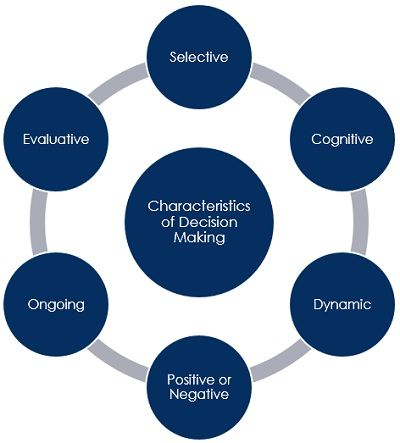 Selective
Evaluative
Cognitive
Characteristics
of Decision
Making
Ongoing
Dynamic
Positive or
Negative